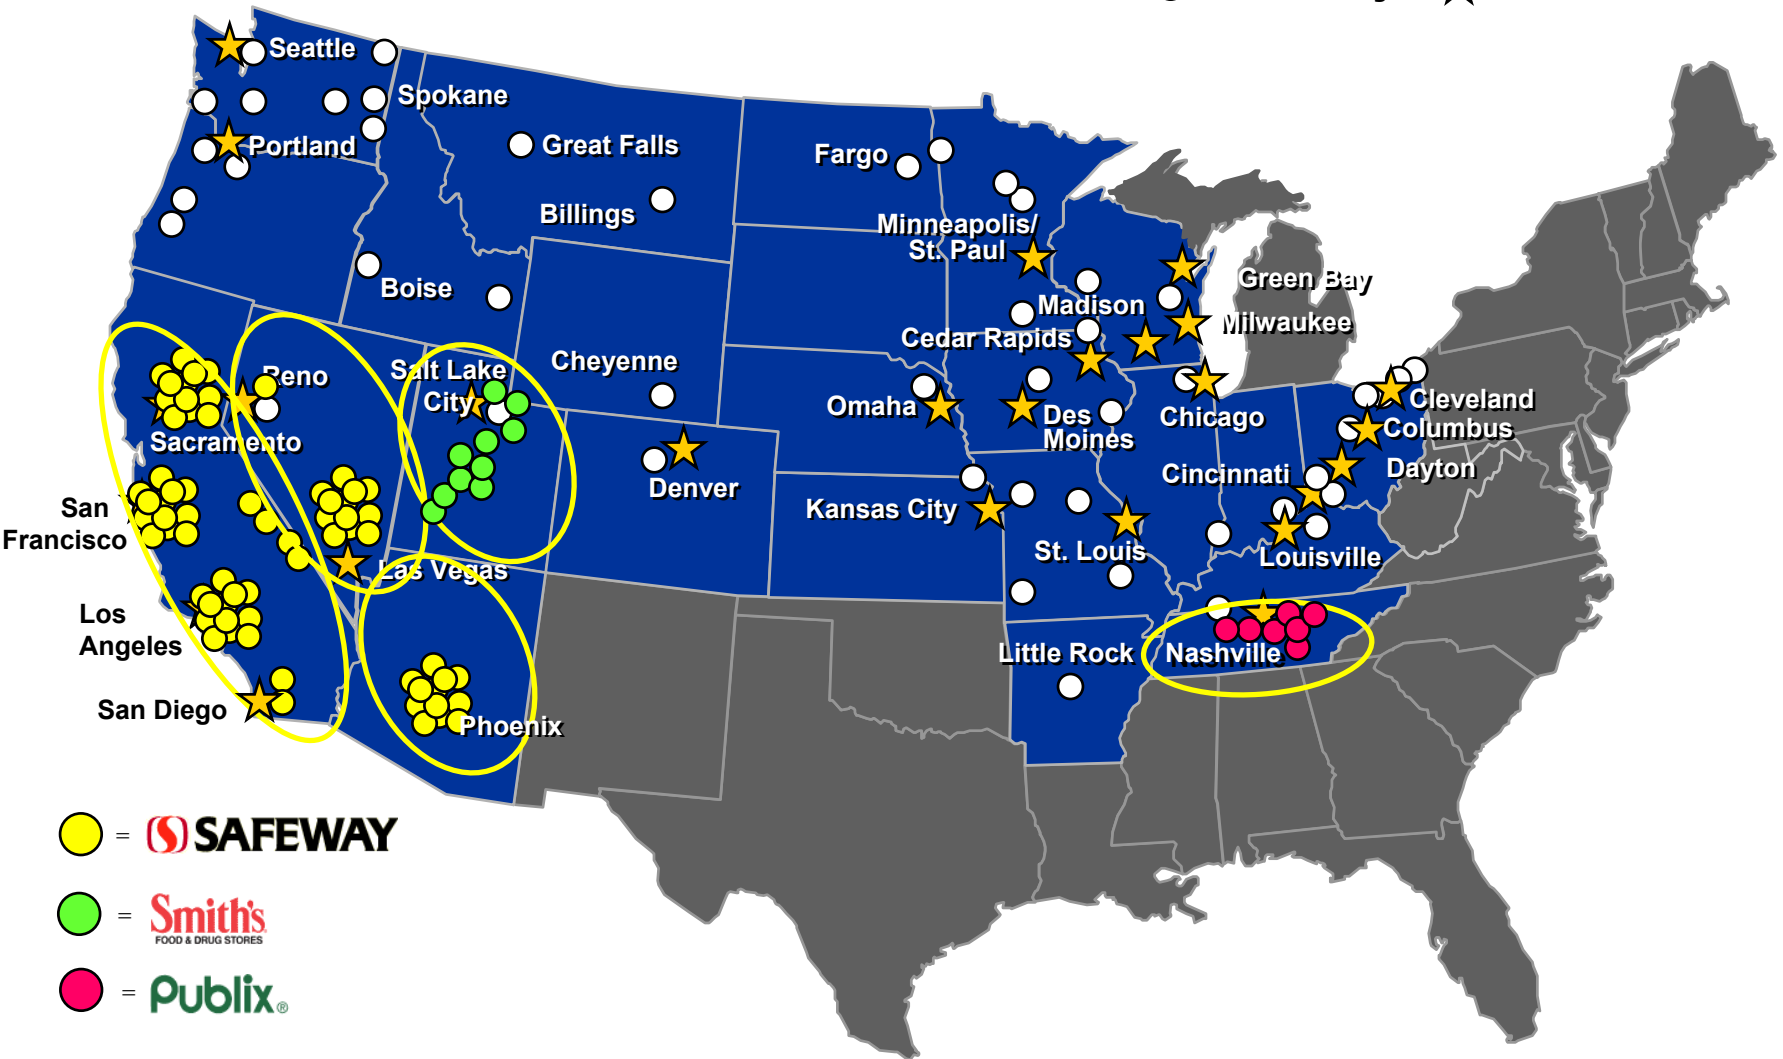 Seattle
Spokane
Portland
Great Falls
Fargo
Billings
Minneapolis/
St. Paul
Boise
Green Bay
Madison
Milwaukee
Cedar Rapids
Salt Lake
City
Cheyenne
Reno
Omaha
Des
Moines
Chicago
Cleveland
Columbus
Sacramento
Dayton
Cincinnati
Denver
San
Francisco
Kansas City
St. Louis
Louisville
Las Vegas
Los
Angeles
Little Rock
Nashville
San Diego
Phoenix
= SAFEWAY
= Smith's
FOOD & DRUG STORES
= Publix®